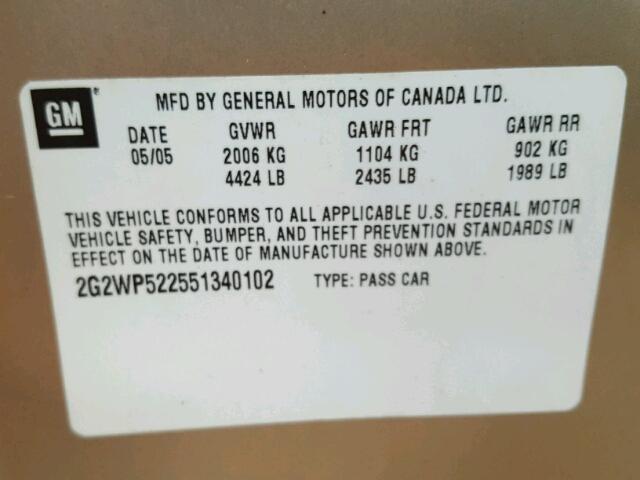 GM®
MFD BY GENERAL MOTORS OF CANADA LTD.
DATE GVWR GAWR FRT GAWR RR
05/05 2006 KG 1104 KG 902 KG
4424 LB 2435 LB 1989 LB
THIS VEHICLE CONFORMS TO ALL APPLICABLE U.S. FEDERAL MOTOR
VEHICLE SAFETY, BUMPER, AND THEFT PREVENTION STANDARDS IN
EFFECT ON THE DATE OF MANUFACTURE SHOWN ABOVE.
2G2WP522551340102 TYPE: PASS CAR